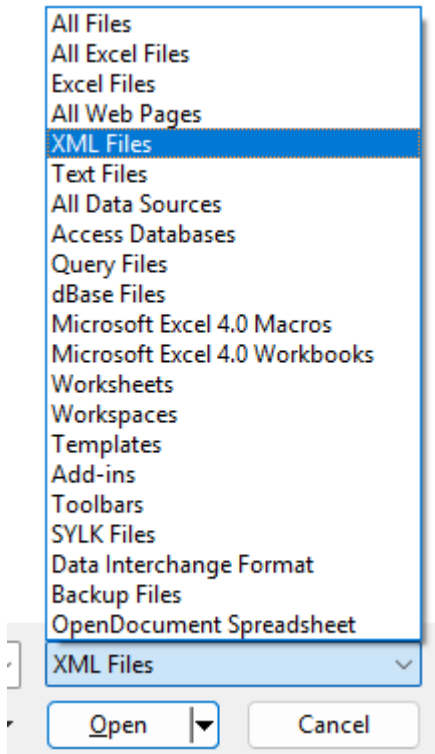 All Files
All Excel Files
Excel Files
All Web Pages
XML Files
Text Files
All Data Sources
Access Databases
Query Files
dBase Files
Microsoft Excel 4.0 Macros
Microsoft Excel 4.0 Workbooks
Worksheets
Workspaces
Templates
Add-ins
Toolbars
SYLK Files
Data Interchange Format
Backup Files
OpenDocument Spreadsheet
XML Files
Open Cancel